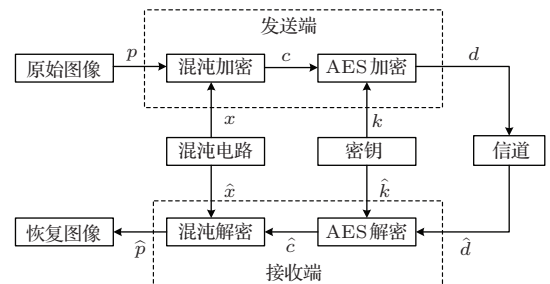 发送端
原始图像
p
混沌加密
c
AES加密
d
x
k
混沌电路
密钥
信道
x̂
k̂
恢复图像
p̂
混沌解密
ĉ
AES解密
d̂
接收端